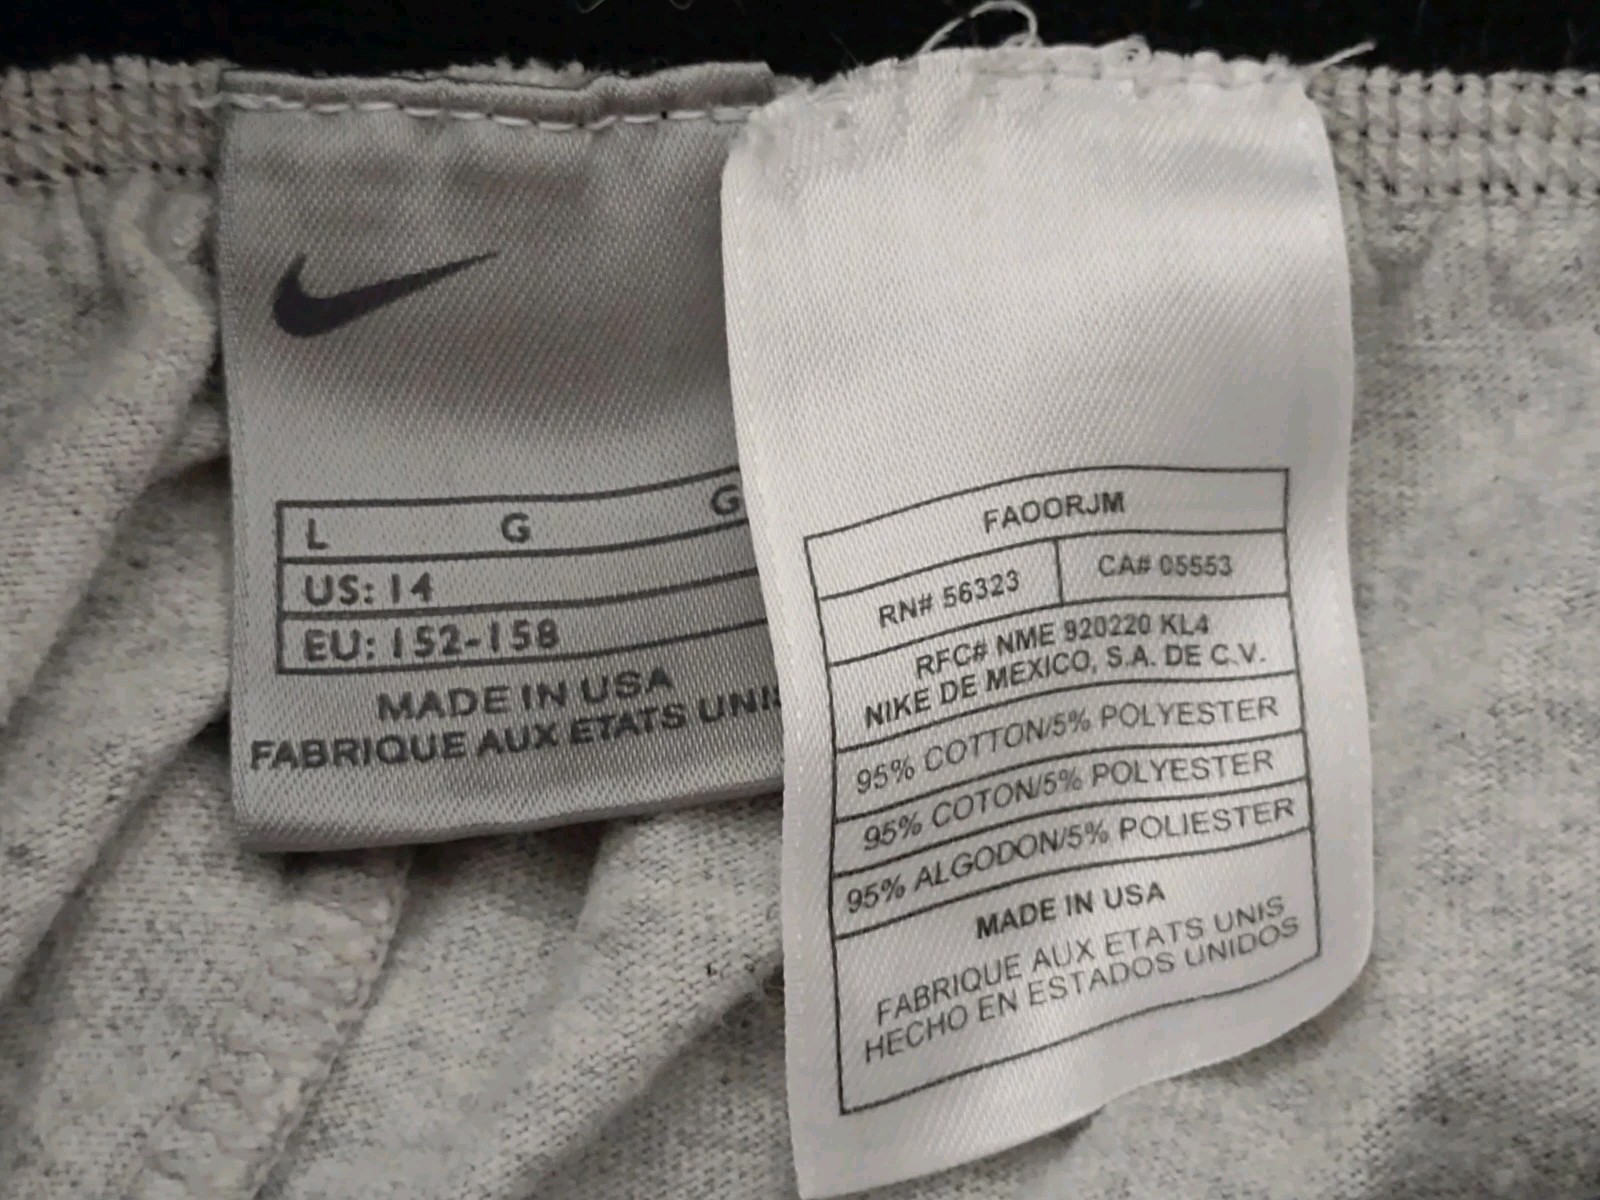 L G G
US: 14
EU: 152-158
MADE IN USA
FABRIQUE AUX ETATS UNIS
FAOORJM
RN# 56323 CA# 05553
RFC# NME 920220 KL4
NIKE DE MEXICO, S.A. DE C.V.
95% COTTON/5% POLYESTER
95% COTON/5% POLYESTER
95% ALGODON/5% POLIESTER
MADE IN USA
FABRIQUE AUX ETATS UNIS
HECHO EN ESTADOS UNIDOS